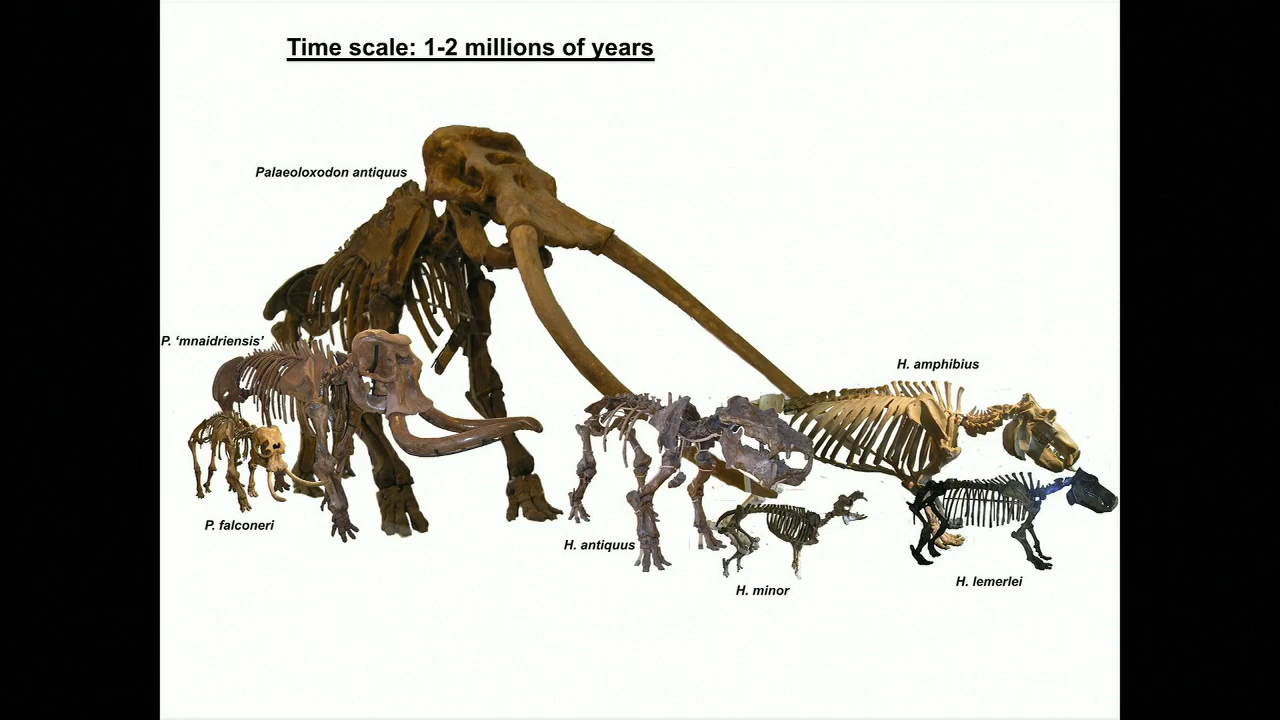 Time scale: 1-2 millions of years
Palaeoloxodon antiquus
P. ‘mnaidriensis’
H. amphibius
P. falconeri
H. antiquus
H. lemerlei
H. minor